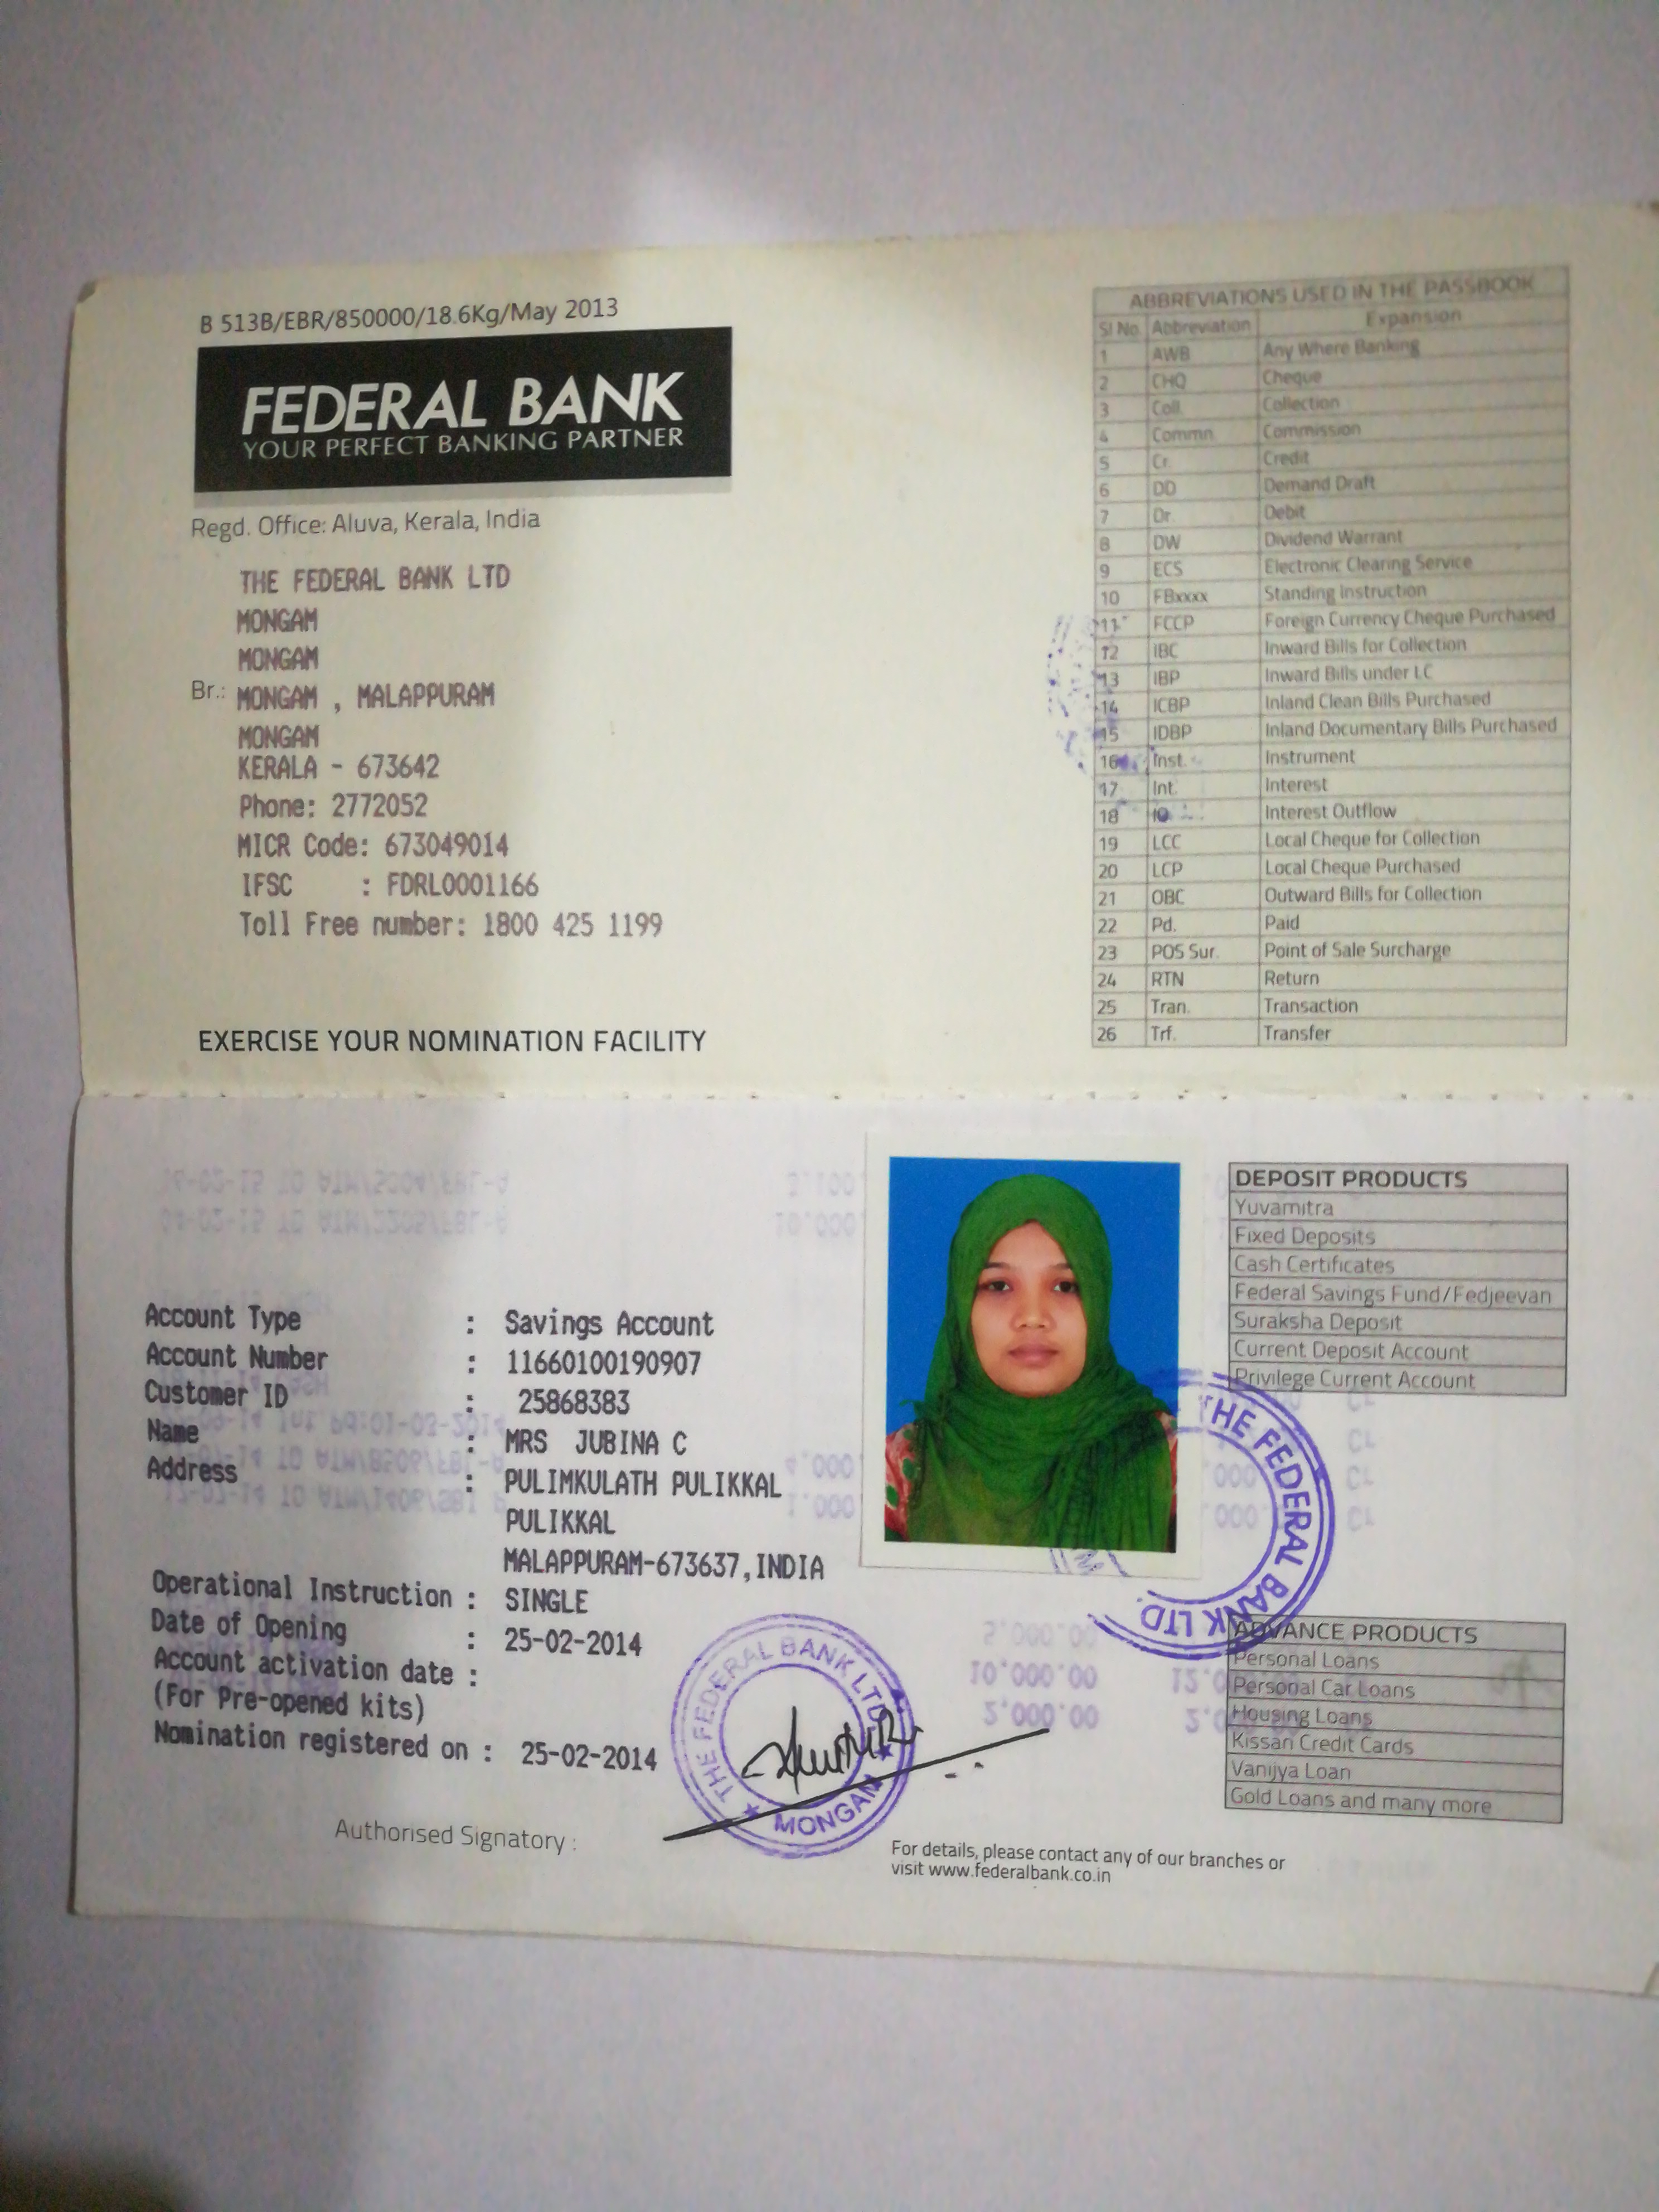 B 513B/EBR/850000/18.6Kg/May 2013
FEDERAL BANK
YOUR PERFECT BANKING PARTNER
Regd. Office: Aluva, Kerala, India
THE FEDERAL BANK LTD
MONGAM
MONGAM
Br.: MONGAM , MALAPPURAM
MONGAM
KERALA - 673642
Phone: 2772052
MICR Code: 673049014
IFSC : FDRL0001166
Toll Free number: 1800 425 1199
EXERCISE YOUR NOMINATION FACILITY
ABBREVIATIONS USED IN THE PASSBOOK
Sl No. Abbreviation Expansion
1 AWB Any Where Banking
2 CHQ Cheque
3 Coll. Collection
4 Commn. Commission
5 Cr. Credit
6 DD Demand Draft
7 Dr Debit
8 DW Dividend Warrant
9 ECS Electronic Clearing Service
10 FBxxxx Standing Instruction
11 FCCP Foreign Currency Cheque Purchased
12 IBC Inward Bills for Collection
13 IBP Inward Bills under LC
14 ICBP Inland Clean Bills Purchased
15 IDBP Inland Documentary Bills Purchased
16 Inst. Instrument
17 Int. Interest
18 IO Interest Outflow
19 LCC Local Cheque for Collection
20 LCP Local Cheque Purchased
21 OBC Outward Bills for Collection
22 Pd. Paid
23 POS Sur. Point of Sale Surcharge
24 RTN Return
25 Tran. Transaction
26 Trf. Transfer
Account Type : Savings Account
Account Number : 11660100190907
Customer ID : 25868383
Name : MRS JUBINA C
Address : PULIMKULATH PULIKKAL
PULIKKAL
MALAPPURAM-673637,INDIA
Operational Instruction : SINGLE
Date of Opening : 25-02-2014
Account activation date :
(For Pre-opened kits)
Nomination registered on : 25-02-2014
Authorised Signatory :
THE FEDERAL BANK LTD.
MONGAM
THE FEDERAL BANK LTD.
DEPOSIT PRODUCTS
Yuvamitra
Fixed Deposits
Cash Certificates
Federal Savings Fund/Fedjeevan
Suraksha Deposit
Current Deposit Account
Privilege Current Account
ADVANCE PRODUCTS
Personal Loans
Personal Car Loans
Housing Loans
Kissan Credit Cards
Vanijya Loan
Gold Loans and many more
For details, please contact any of our branches or
visit www.federalbank.co.in